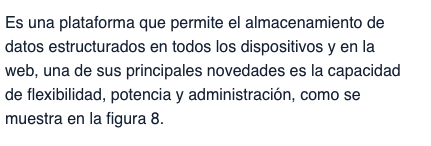 Es una plataforma que permite el almacenamiento de
datos estructurados en todos los dispositivos y en la
web, una de sus principales novedades es la capacidad
de flexibilidad, potencia y administración, como se
muestra en la figura 8.